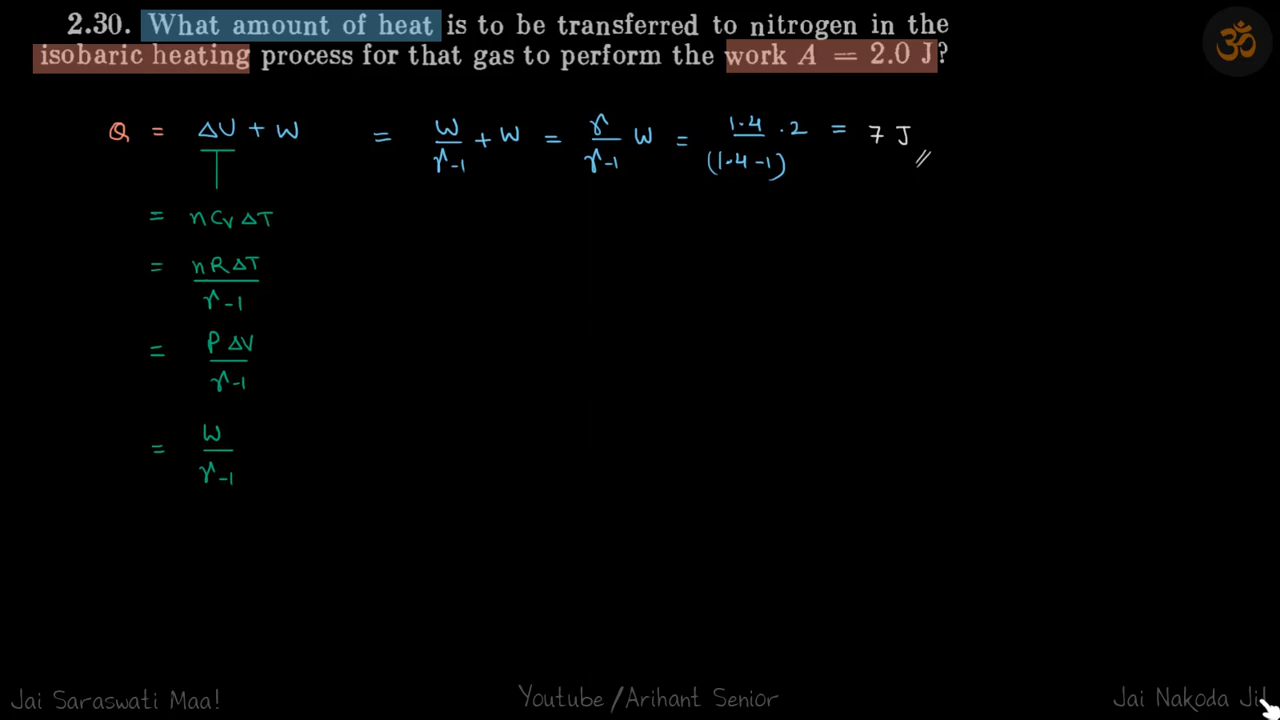 2.30. What amount of heat is to be transferred to nitrogen in the
isobaric heating process for that gas to perform the work A = 2.0 J?
ॐ
Q = ΔU + W = W/(γ-1) + W = γ/(γ-1) W = 1.4/(1.4-1) · 2 = 7 J
= nCvΔT
= nRΔT/(γ-1)
= PΔV/(γ-1)
= W/(γ-1)
Jai Saraswati Maa! Youtube/Arihant Senior Jai Nakoda Ji!